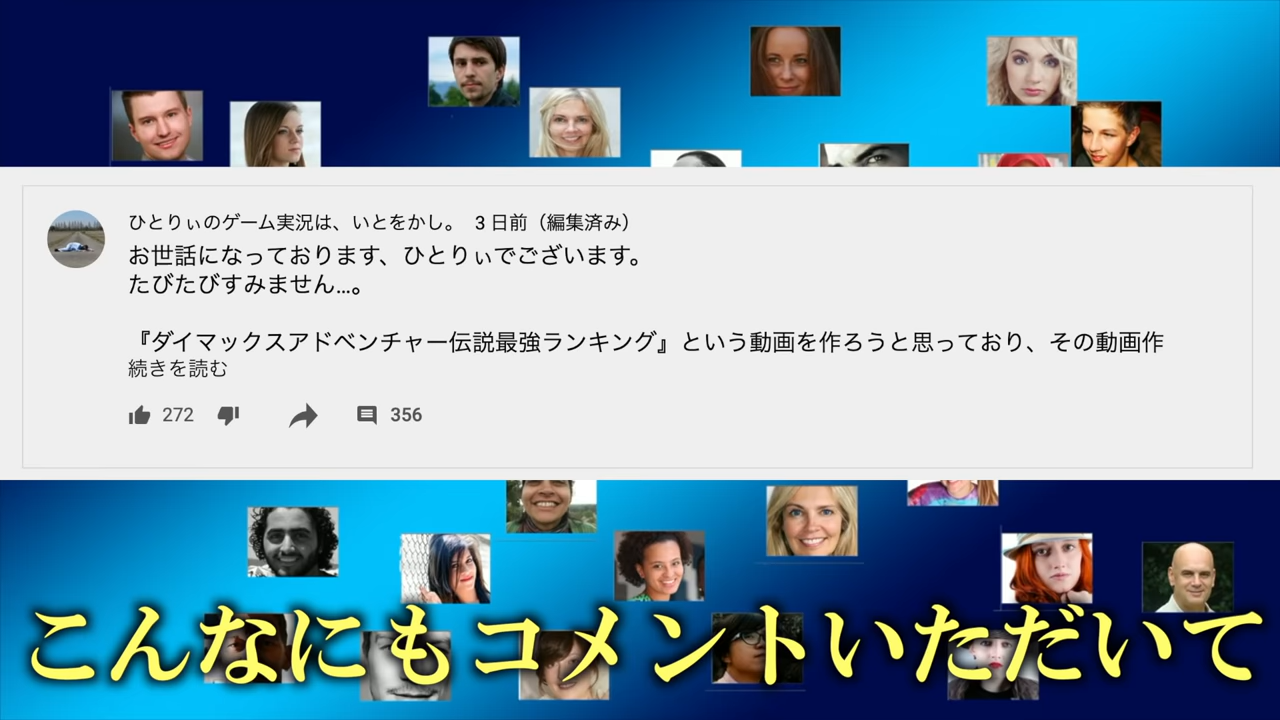 ひとりぃのゲーム実況は、いとをかし。 3 日前（編集済み）
お世話になっております、ひとりぃでございます。
たびたびすみません…。
『ダイマックスアドベンチャー伝説最強ランキング』という動画を作ろうと思っており、その動画作
続きを読む
272 356
こんなにもコメントいただいて